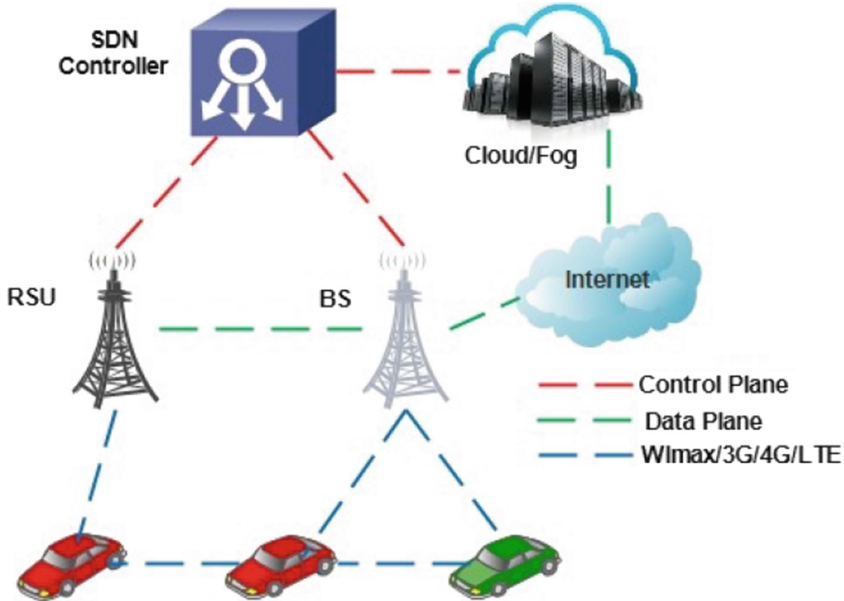 SDN
Controller
Cloud/Fog
Internet
RSU
BS
Control Plane
Data Plane
WImax/3G/4G/LTE